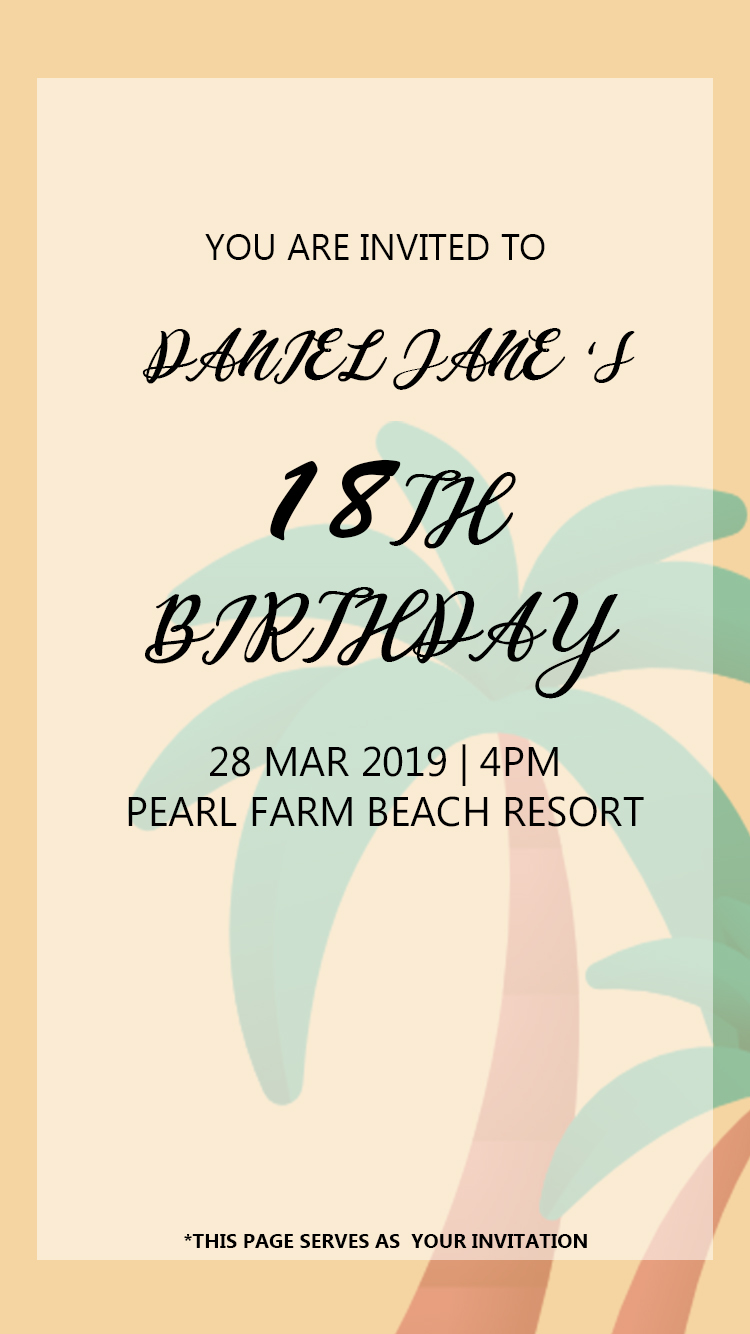 YOU ARE INVITED TO
DANIEL JANE 'S
18TH
BIRTHDAY
28 MAR 2019 | 4PM
PEARL FARM BEACH RESORT
*THIS PAGE SERVES AS YOUR INVITATION